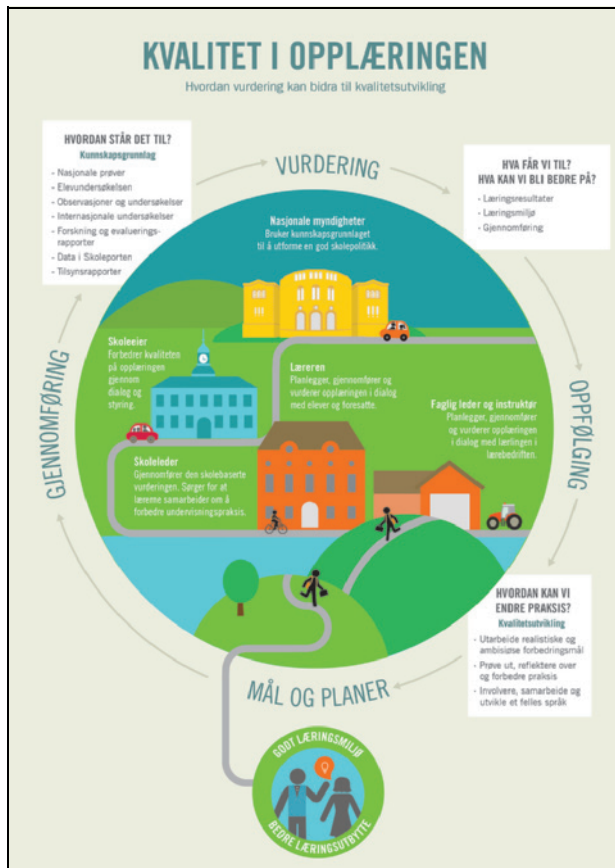 KVALITET I OPPLÆRINGEN
Hvordan vurdering kan bidra til kvalitetsutvikling
HVORDAN STÅR DET TIL?
Kunnskapsgrunnlag
- Nasjonale prøver
- Elevundersøkelsen
- Observasjoner og undersøkelser
- Internasjonale undersøkelser
- Forskning og evaluerings-
rapporter
- Data i Skoleporten
- Tilsynsrapporter
VURDERING
HVA FÅR VI TIL?
HVA KAN VI BLI BEDRE PÅ?
- Læringsresultater
- Læringsmiljø
- Gjennomføring
Nasjonale myndigheter
Bruker kunnskapsgrunnlaget
til å utforme en god skolepolitikk.
Skoleeier
Forbedrer kvaliteten
på opplæringen
gjennom
dialog og
styring.
Læreren
Planlegger, gjennomfører og
vurderer opplæringen i dialog
med elever og foresatte.
Faglig leder og instruktør
Planlegger, gjennomfører
og vurderer opplæringen
i dialog med lærlingen i
lærebedriften.
Skoleleder
Gjennomfører den skolebaserte
vurderingen. Sørger for at
lærerne samarbeider om å
forbedre undervisningspraksis.
GJENNOMFØRING
OPPFØLGING
HVORDAN KAN VI
ENDRE PRAKSIS?
Kvalitetsutvikling
- Utarbeide realistiske og
ambisiøse forbedringsmål
- Prøve ut, reflektere over
og forbedre praksis
- Involvere, samarbeide og
utvikle et felles språk
MÅL OG PLANER
GODT LÆRINGSMILJØ
BEDRE LÆRINGSUTBYTTE